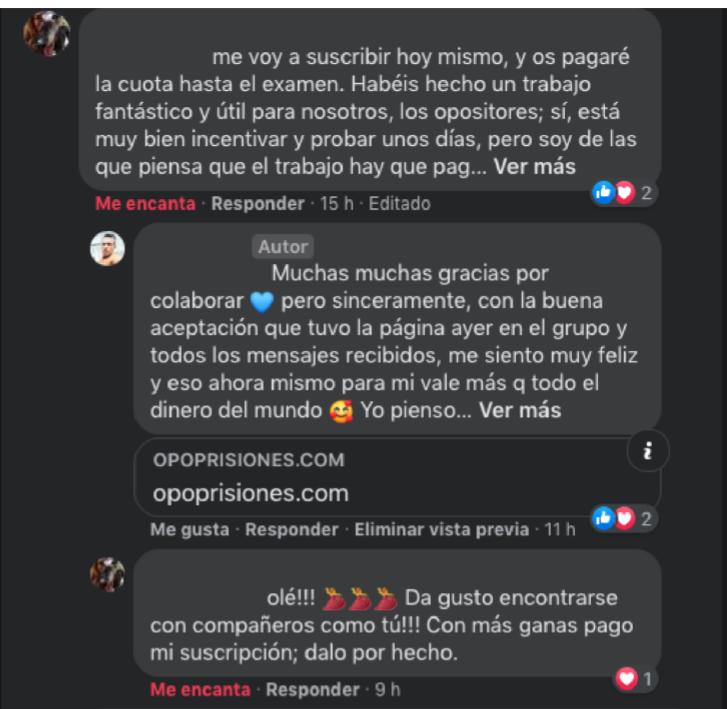 me voy a suscribir hoy mismo, y os pagaré
la cuota hasta el examen. Habéis hecho un trabajo
fantástico y útil para nosotros, los opositores; sí, está
muy bien incentivar y probar unos días, pero soy de las
que piensa que el trabajo hay que pag... Ver más
Me encanta · Responder · 15 h · Editado
2
Autor
Muchas muchas gracias por
colaborar 💙 pero sinceramente, con la buena
aceptación que tuvo la página ayer en el grupo y
todos los mensajes recibidos, me siento muy feliz
y eso ahora mismo para mi vale más q todo el
dinero del mundo 🥰 Yo pienso... Ver más
OPOPRISIONES.COM
opoprisiones.com
i
Me gusta · Responder · Eliminar vista previa · 11 h
2
olé!!! 💃💃💃 Da gusto encontrarse
con compañeros como tú!!! Con más ganas pago
mi suscripción; dalo por hecho.
1
Me encanta · Responder · 9 h